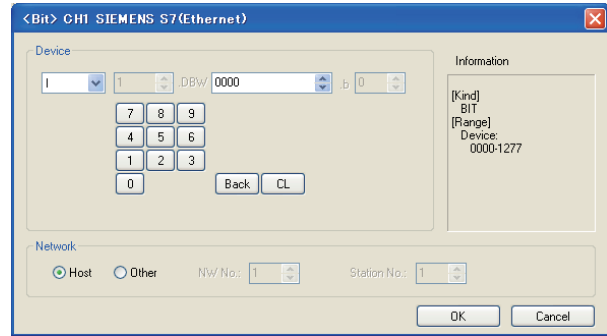 <Bit> CH1 SIEMENS S7(Ethernet)
Device
I 1 .DBW 0000 .b 0
7 8 9
4 5 6
1 2 3
0 Back CL
Information
[Kind]
BIT
[Range]
Device:
0000-1277
Network
Host Other NW No.: 1 Station No.: 1
OK Cancel